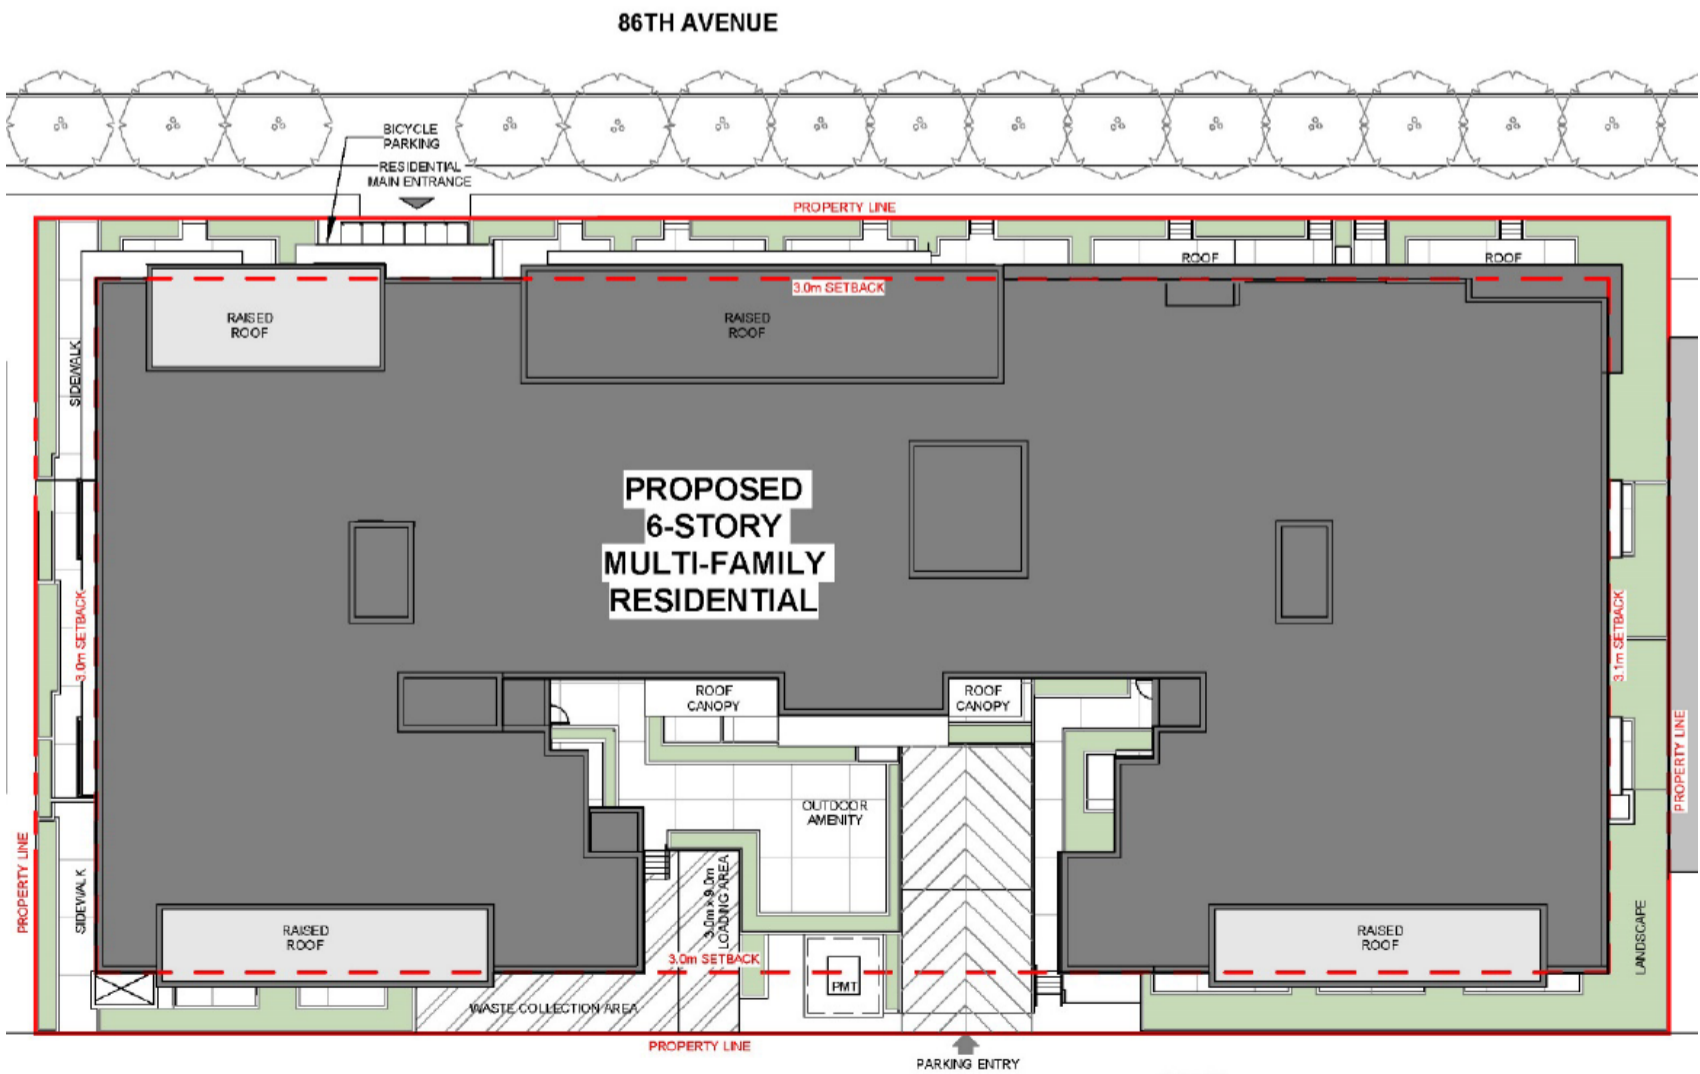 86TH AVENUE
BICYCLE
PARKING
RESIDENTIAL
MAIN ENTRANCE
PROPERTY LINE
ROOF
ROOF
3.0m SETBACK
RAISED
ROOF
RAISED
ROOF
SIDEWALK
PROPOSED
6-STORY
MULTI-FAMILY
RESIDENTIAL
3.0m SETBACK
3.1m SETBACK
ROOF
CANOPY
ROOF
CANOPY
PROPERTY LINE
OUTDOOR
AMENITY
PROPERTY LINE
SIDEWALK
3.0m x 9.0m
LOADING AREA
RAISED
ROOF
RAISED
ROOF
LANDSCAPE
3.0m SETBACK
PMT
WASTE COLLECTION AREA
PROPERTY LINE
PARKING ENTRY